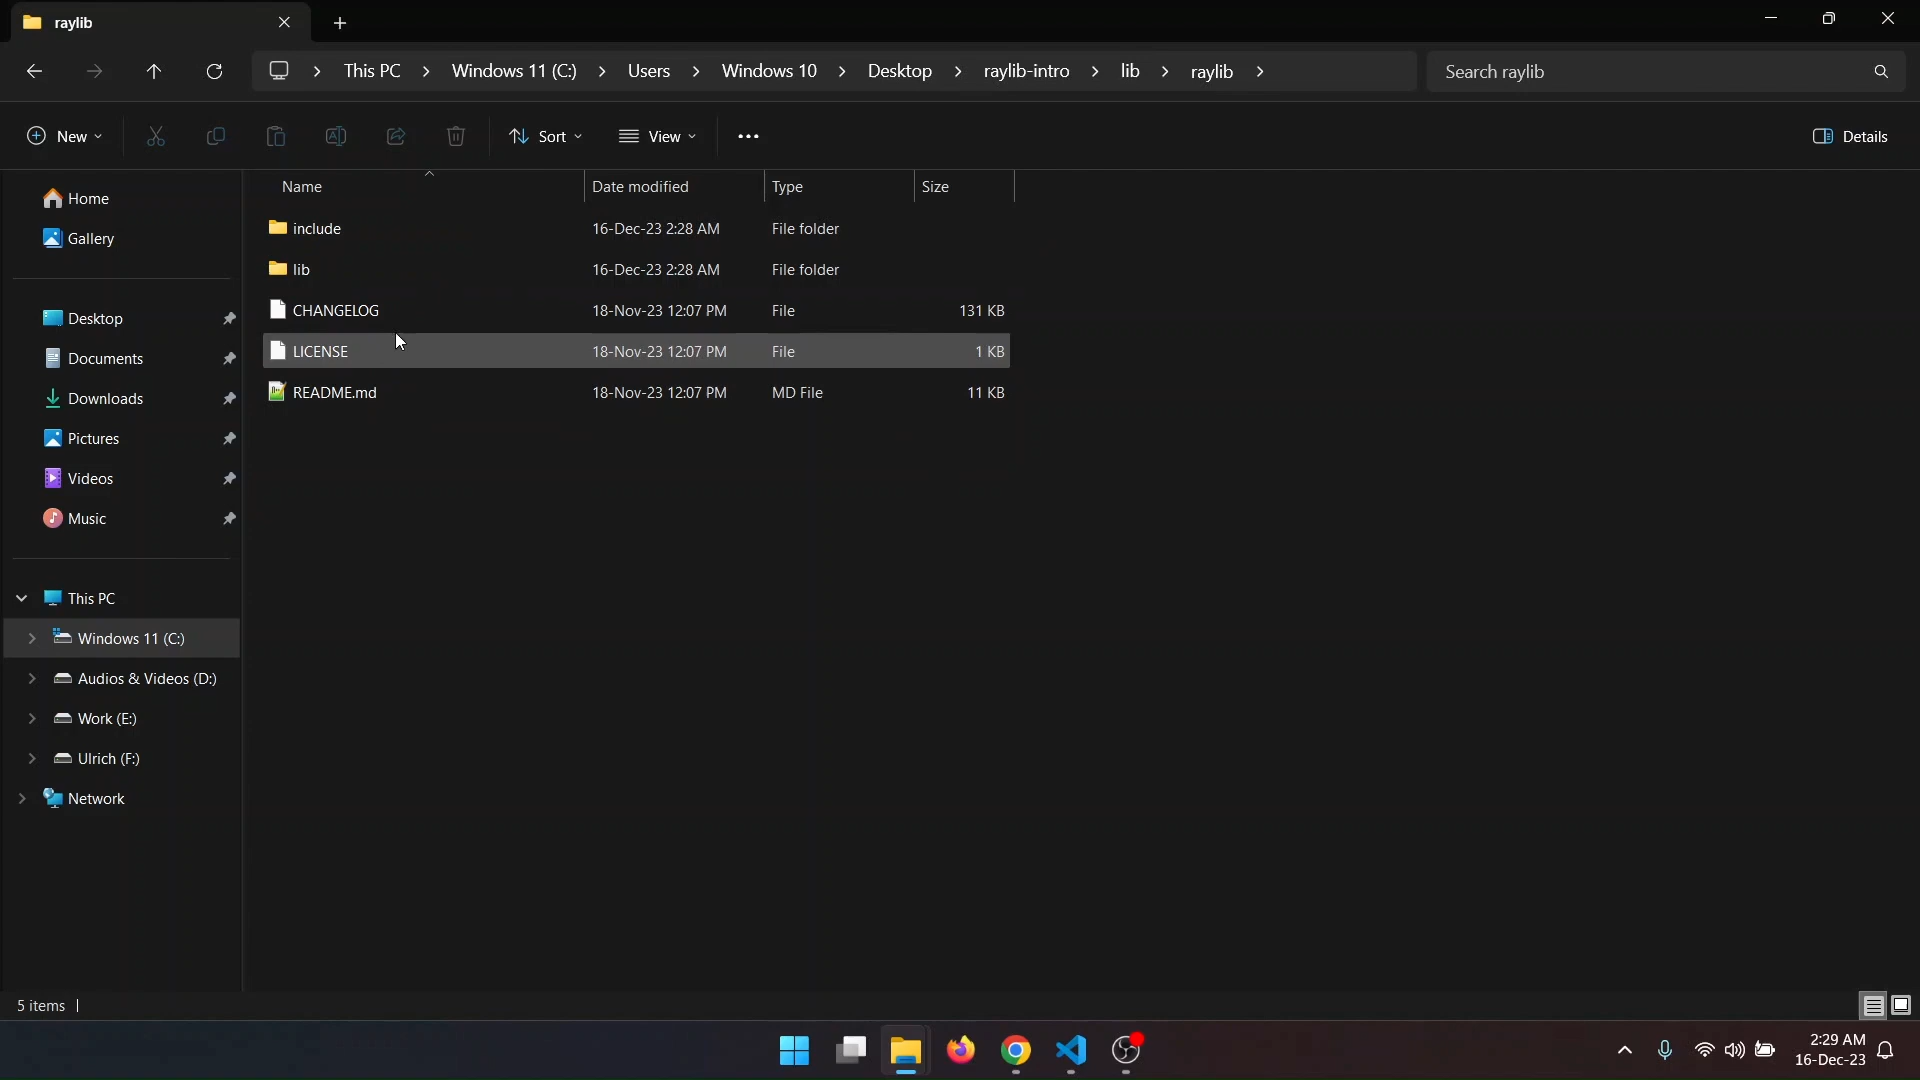 raylib
This PC Windows 11 (C:) Users Windows 10 Desktop raylib-intro lib raylib
Search raylib
New Sort View Details
Name Date modified Type Size
include 16-Dec-23 2:28 AM File folder
lib 16-Dec-23 2:28 AM File folder
CHANGELOG 18-Nov-23 12:07 PM File 131 KB
LICENSE 18-Nov-23 12:07 PM File 1 KB
README.md 18-Nov-23 12:07 PM MD File 11 KB
Home
Gallery
Desktop
Documents
Downloads
Pictures
Videos
Music
This PC
Windows 11 (C:)
Audios & Videos (D:)
Work (E:)
Ulrich (F:)
Network
5 items
2:29 AM
16-Dec-23